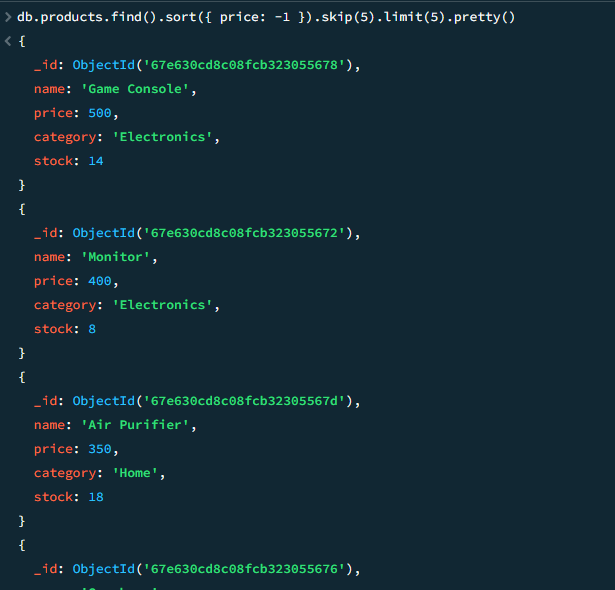 > db.products.find().sort({ price: -1 }).skip(5).limit(5).pretty()
< {
_id: ObjectId('67e630cd8c08fcb323055678'),
name: 'Game Console',
price: 500,
category: 'Electronics',
stock: 14
}
{
_id: ObjectId('67e630cd8c08fcb323055672'),
name: 'Monitor',
price: 400,
category: 'Electronics',
stock: 8
}
{
_id: ObjectId('67e630cd8c08fcb32305567d'),
name: 'Air Purifier',
price: 350,
category: 'Home',
stock: 18
}
{
_id: ObjectId('67e630cd8c08fcb323055676'),